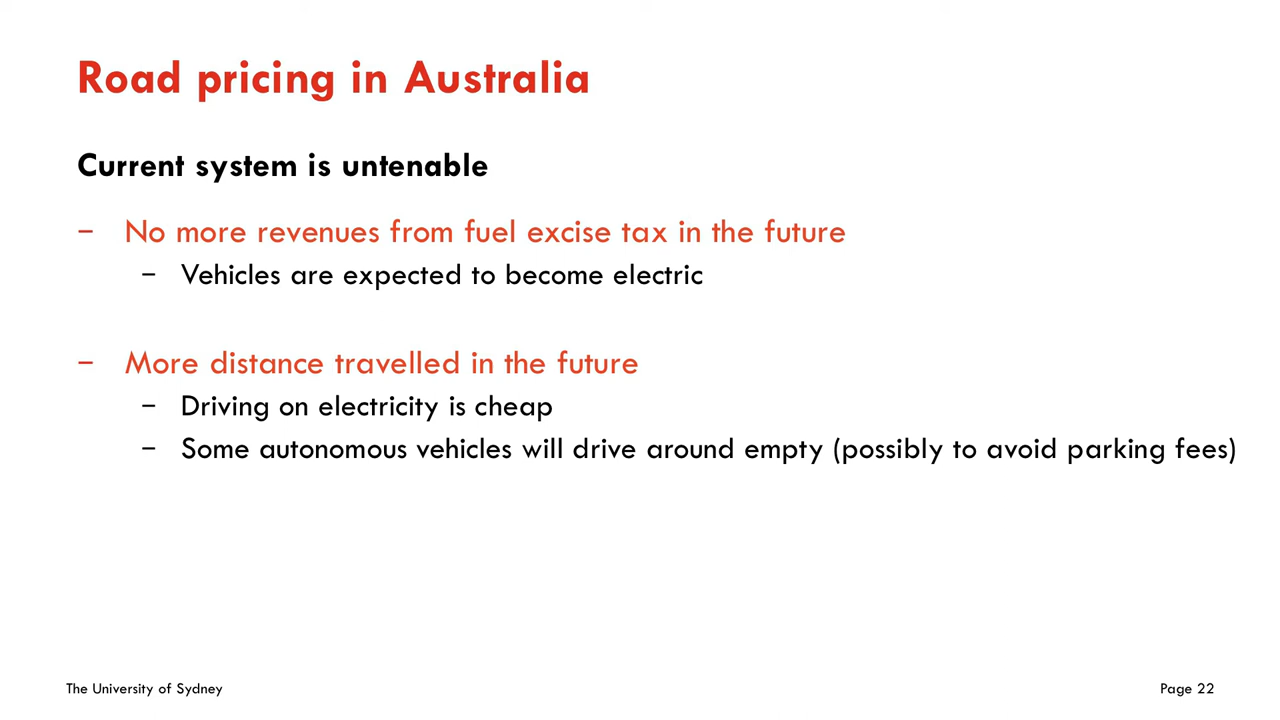 Road pricing in Australia
Current system is untenable
– No more revenues from fuel excise tax in the future
– Vehicles are expected to become electric
– More distance travelled in the future
– Driving on electricity is cheap
– Some autonomous vehicles will drive around empty (possibly to avoid parking fees)
The University of Sydney
Page 22